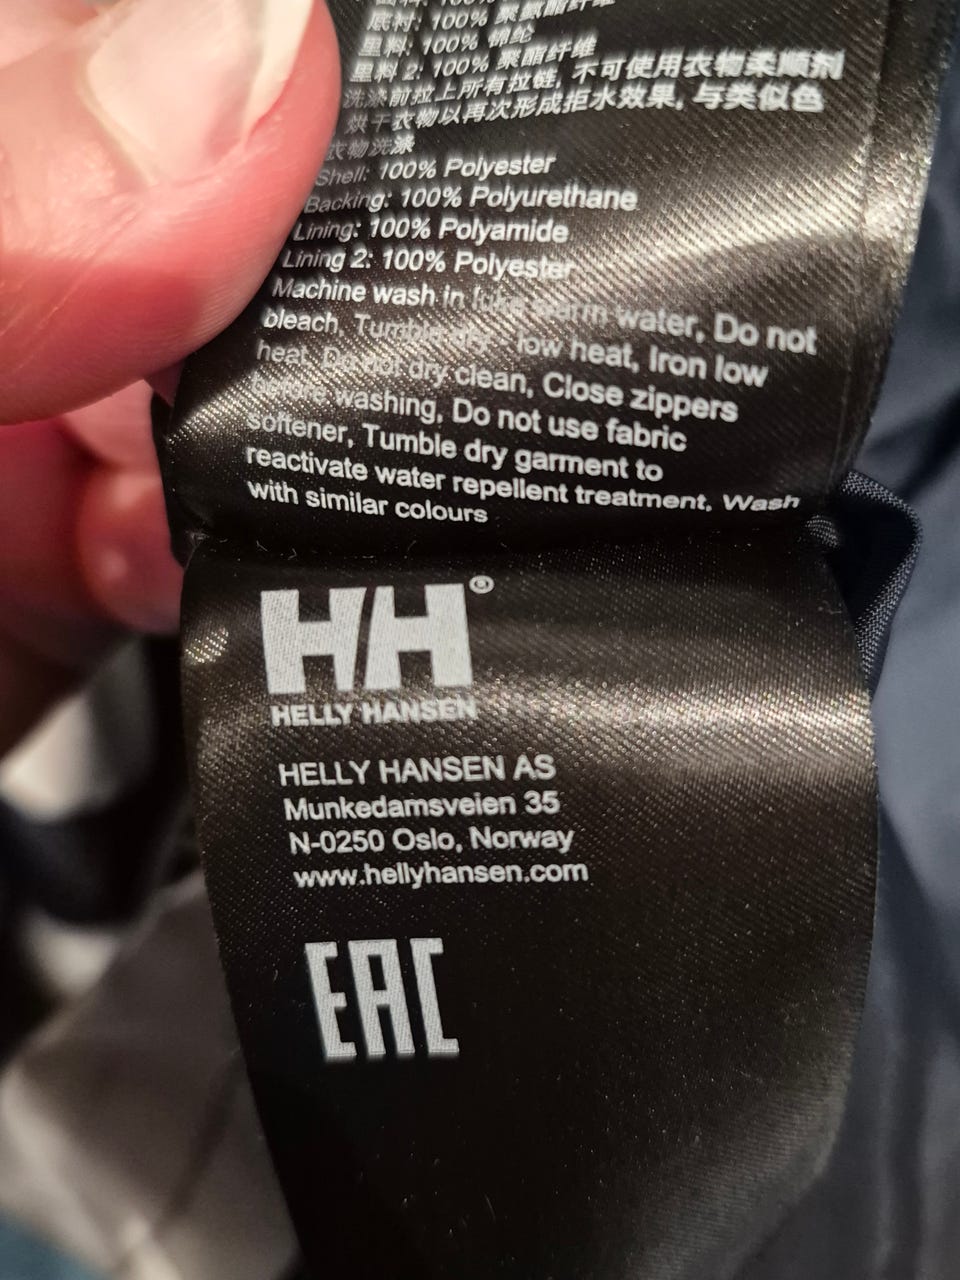 底衬: 100% 聚氨酯纤维
里料: 100% 锦纶
里料 2: 100% 聚酯纤维
洗涤前拉上所有拉链, 不可使用衣物柔顺剂
烘干衣物以再次形成拒水效果, 与类似色
衣物洗涤
Shell: 100% Polyester
Backing: 100% Polyurethane
Lining: 100% Polyamide
Lining 2: 100% Polyester
Machine wash in luke warm water, Do not
bleach, Tumble dry - low heat, Iron low
heat, Do not dry clean, Close zippers
before washing, Do not use fabric
softener, Tumble dry garment to
reactivate water repellent treatment, Wash
with similar colours
HH®
HELLY HANSEN
HELLY HANSEN AS
Munkedamsveien 35
N-0250 Oslo, Norway
www.hellyhansen.com
EAC